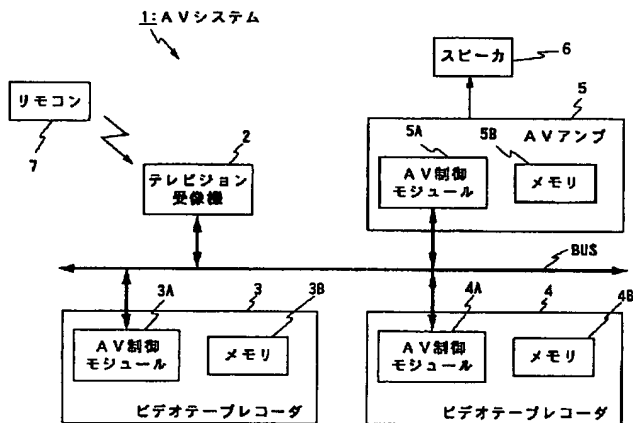 1:AVシステム
リモコン
7
2
テレビジョン
受像機
スピーカ
6
5
AVアンプ
5A
5B
AV制御
モジュール
メモリ
BUS
3A
3
3B
AV制御
モジュール
メモリ
ビデオテープレコーダ
4A
4
4B
AV制御
モジュール
メモリ
ビデオテープレコーダ